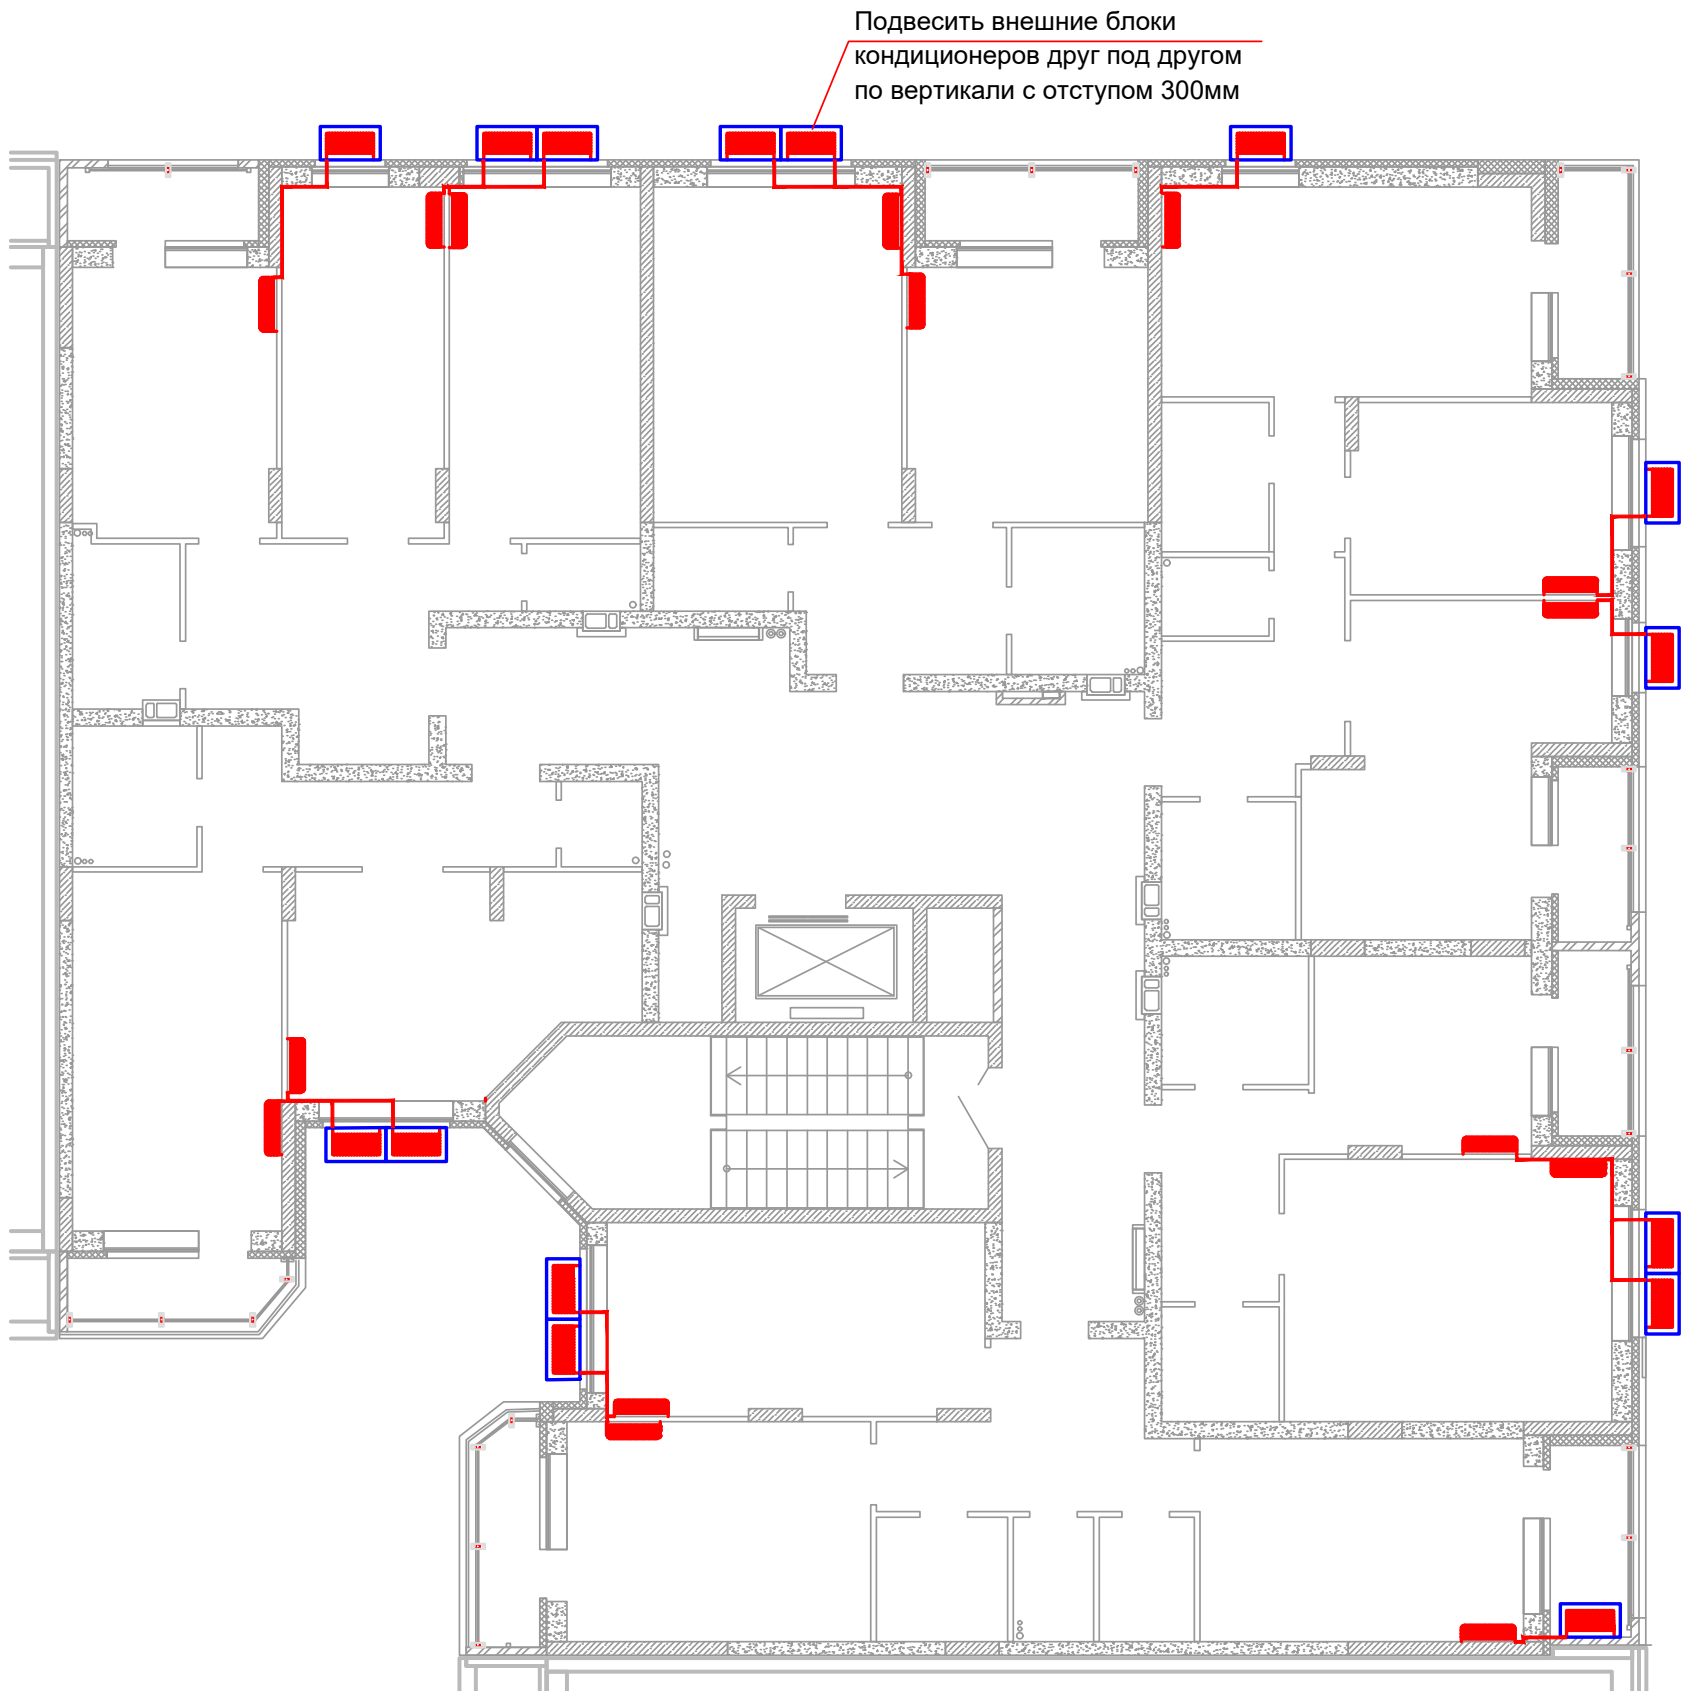 Подвесить внешние блоки
кондиционеров друг под другом
по вертикали с отступом 300мм